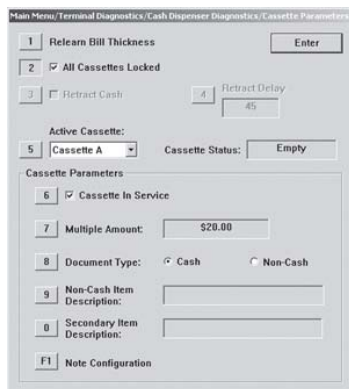 Main Menu/Terminal Diagnostics/Cash Dispenser Diagnostics/Cassette Parameters
1 Relearn Bill Thickness Enter
2 All Cassettes Locked
3 Retract Cash 4 Retract Delay
45
Active Cassette:
5 Cassette A Cassette Status: Empty
Cassette Parameters
6 Cassette In Service
7 Multiple Amount: $20.00
8 Document Type: Cash Non-Cash
9 Non-Cash Item
Description:
0 Secondary Item
Description:
F1 Note Configuration